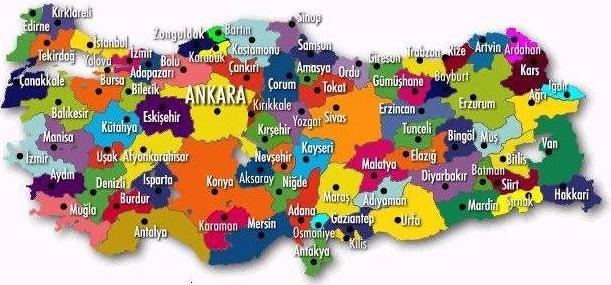 Kırklareli
Edirne
Tekirdağ
İstanbul
Yalova
İzmit
Adapazarı
Zonguldak
Bartın
Karabük
Kastamonu
Sinop
Samsun
Ordu
Giresun
Trabzon
Rize
Artvin
Ardahan
Kars
Iğdır
Çanakkale
Bursa
Bilecik
Bolu
Çankırı
Çorum
Amasya
Tokat
Gümüşhane
Bayburt
Erzurum
Ağrı
Balıkesir
Kütahya
Eskişehir
ANKARA
Kırıkkale
Yozgat
Sivas
Erzincan
Tunceli
Bingöl
Muş
Van
Manisa
Kırşehir
İzmir
Uşak
Afyonkarahisar
Nevşehir
Kayseri
Malatya
Elazığ
Bitlis
Aydın
Denizli
Isparta
Konya
Aksaray
Niğde
Maraş
Adıyaman
Diyarbakır
Batman
Siirt
Şırnak
Hakkari
Muğla
Burdur
Antalya
Karaman
Mersin
Adana
Osmaniye
Gaziantep
Kilis
Urfa
Mardin
Antakya